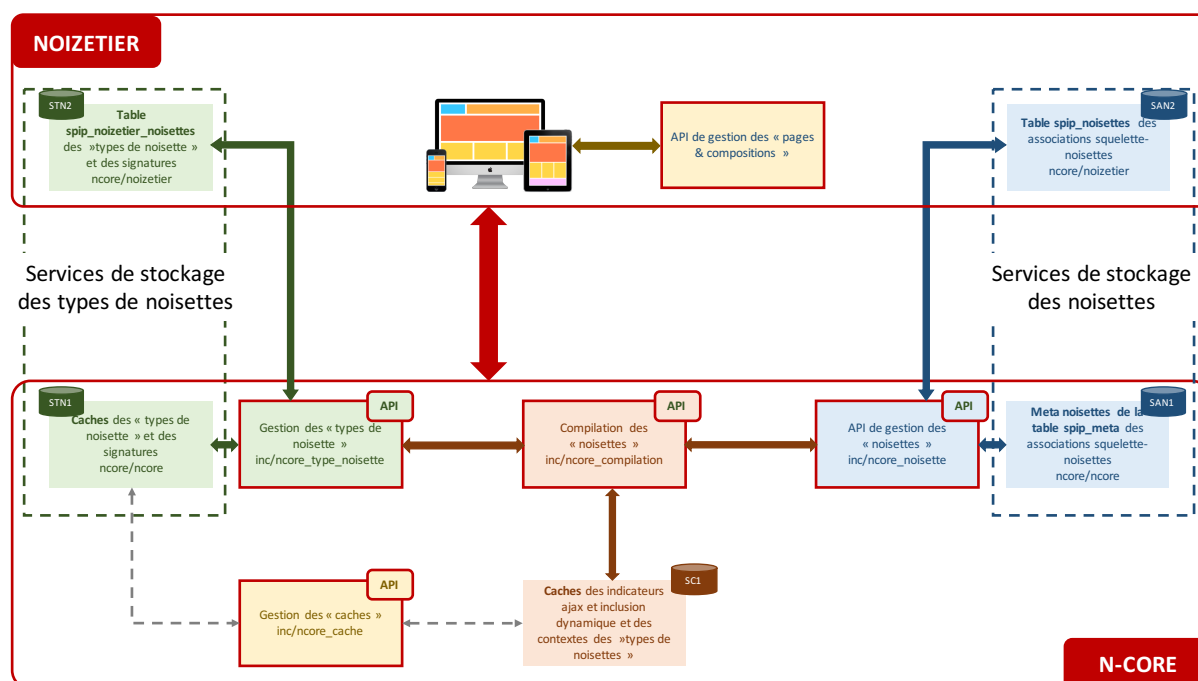 NOIZETIER
STN2
Table
spip_noizetier_noisettes
des »types de noisette »
et des signatures
ncore/noizetier
API de gestion des « pages
& compositions »
SAN2
Table spip_noisettes des
associations squelette-
noisettes
ncore/noizetier
Services de stockage
des types de noisettes
Services de stockage
des noisettes
STN1
Caches des « types de
noisette » et des
signatures
ncore/ncore
API
Gestion des « types de
noisette »
inc/ncore_type_noisette
API
Compilation des
« noisettes »
inc/ncore_compilation
API
API de gestion des
« noisettes »
inc/ncore_noisette
SAN1
Meta noisettes de la
table spip_meta des
associations squelette-
noisettes
ncore/ncore
API
Gestion des « caches »
inc/ncore_cache
SC1
Caches des indicateurs
ajax et inclusion
dynamique et des
contextes des »types de
noisettes »
N-CORE